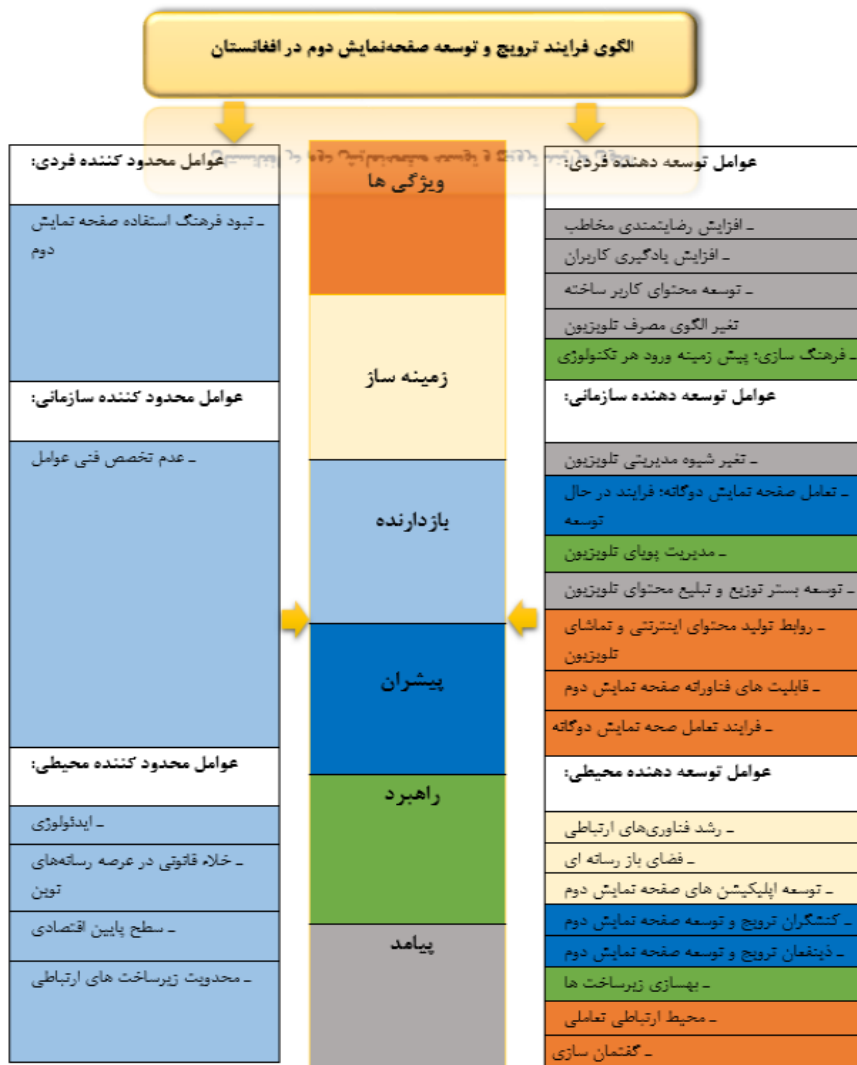 الگوی فرایند ترویج و توسعه صفحه‌نمایش دوم در افغانستان
عوامل توسعه دهنده فردی:
ـ افزایش رضایتمندی مخاطب
ـ افزایش یادگیری کاربران
ـ توسعه محتوای کاربر ساخته
تغیر الگوی مصرف تلویزیون
ـ فرهنگ سازی؛ پیش زمینه ورود هر تکنولوژی
عوامل توسعه دهنده سازمانی:
ـ تغیر شیوه مدیریتی تلویزیون
ـ تعامل صفحه نمایش دوگانه؛ فرایند در حال
توسعه
ـ مدیریت پویای تلویزیون
ـ توسعه بستر توزیع و تبلیع محتوای تلویزیون
ـ روابط تولید محتوای اینترنتی و تماشای
تلویزیون
ـ قابلیت های فناورانه صفحه نمایش دوم
ـ فرایند تعامل صحه نمایش دوگانه
عوامل توسعه دهنده محیطی:
ـ رشد فناوری‌های ارتباطی
ـ فضای باز رسانه ای
ـ توسعه اپلیکیشن های صفحه نمایش دوم
ـ کنشگران ترویج و توسعه صفحه نمایش دوم
ـ ذینفعان ترویج و توسعه صفحه نمایش دوم
ـ بهسازی زیرساخت ها
ـ محیط ارتباطی تعاملی
ـ گفتمان سازی
ویژگی ها
زمینه ساز
بازدارنده
پیشران
راهبرد
پیامد
عوامل محدود کننده فردی:
ـ نبود فرهنگ استفاده صفحه نمایش
دوم
عوامل محدود کننده سازمانی:
ـ عدم تخصص فنی عوامل
عوامل محدود کننده محیطی:
ـ ایدئولوژی
ـ خلاء قانونی در عرصه رسانه‌های
نوین
ـ سطح پایین اقتصادی
ـ محدویت زیرساخت های ارتباطی